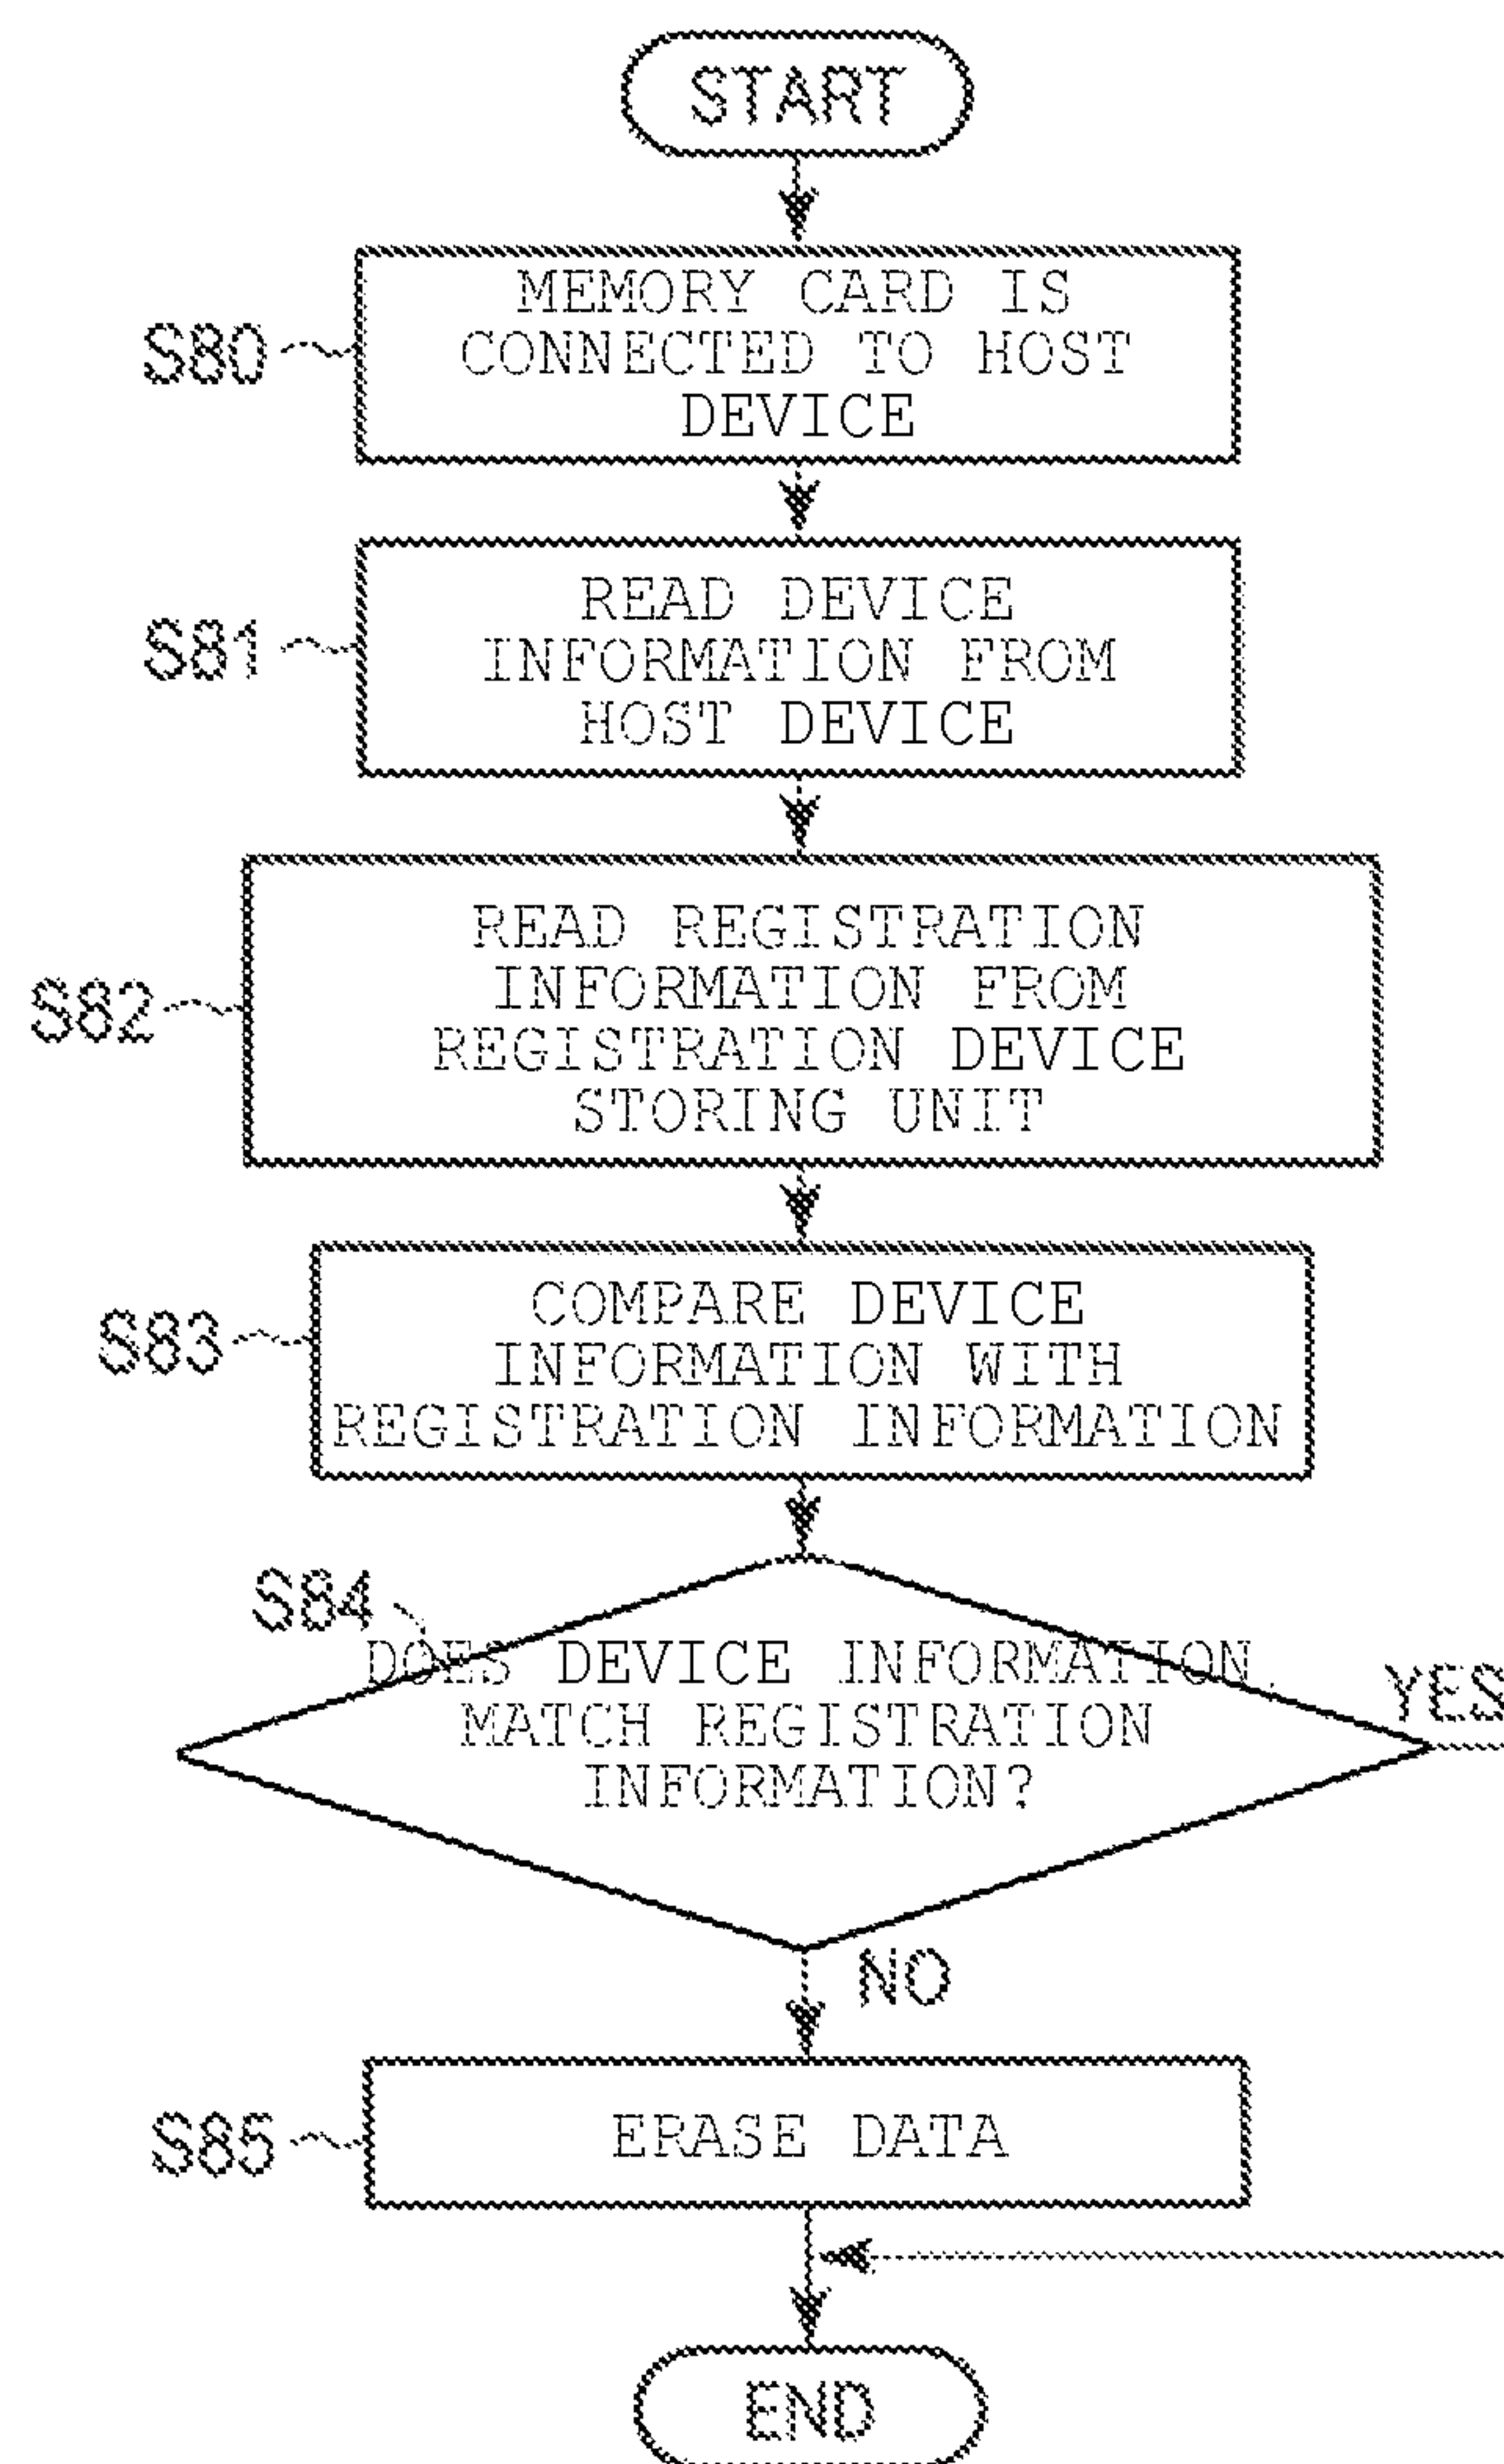 START
S80
MEMORY CARD IS
CONNECTED TO HOST
DEVICE
S81
READ DEVICE
INFORMATION FROM
HOST DEVICE
S82
READ REGISTRATION
INFORMATION FROM
REGISTRATION DEVICE
STORING UNIT
S83
COMPARE DEVICE
INFORMATION WITH
REGISTRATION INFORMATION
S84
DOES DEVICE INFORMATION
MATCH REGISTRATION
INFORMATION?
YES
NO
S85
ERASE DATA
END